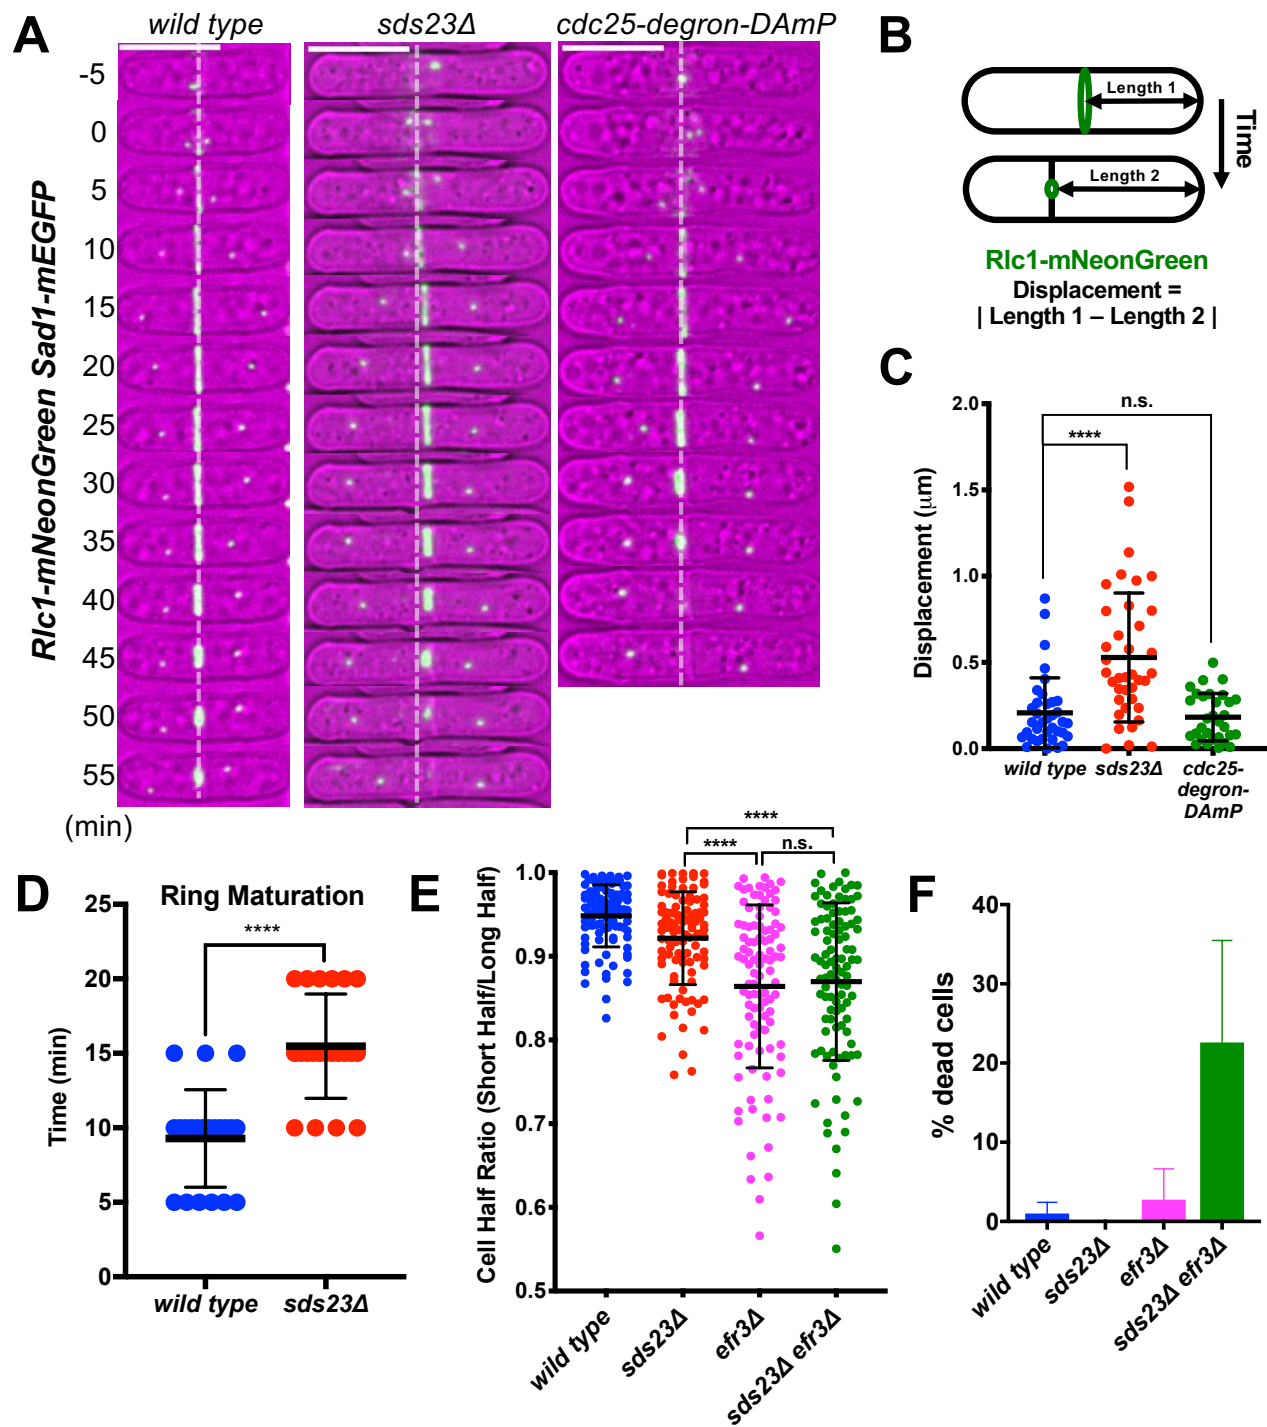 A
wild type
sds23Δ
cdc25-degron-DAmP
Rlc1-mNeonGreen Sad1-mEGFP
-5
0
5
10
15
20
25
30
35
40
45
50
55
(min)
B
Length 1
Length 2
Time
Rlc1-mNeonGreen
Displacement =
| Length 1 – Length 2 |
C
Displacement (μm)
2.0
1.5
1.0
0.5
0.0
n.s.
****
wild type
sds23Δ
cdc25-
degron-
DAmP
D
Ring Maturation
Time (min)
25
20
15
10
5
0
****
wild type
sds23Δ
E
Cell Half Ratio (Short Half/Long Half)
1.0
0.9
0.8
0.7
0.6
0.5
****
****
n.s.
wild type
sds23Δ
efr3Δ
sds23Δ efr3Δ
F
% dead cells
40
30
20
10
0
wild type
sds23Δ
efr3Δ
sds23Δ efr3Δ